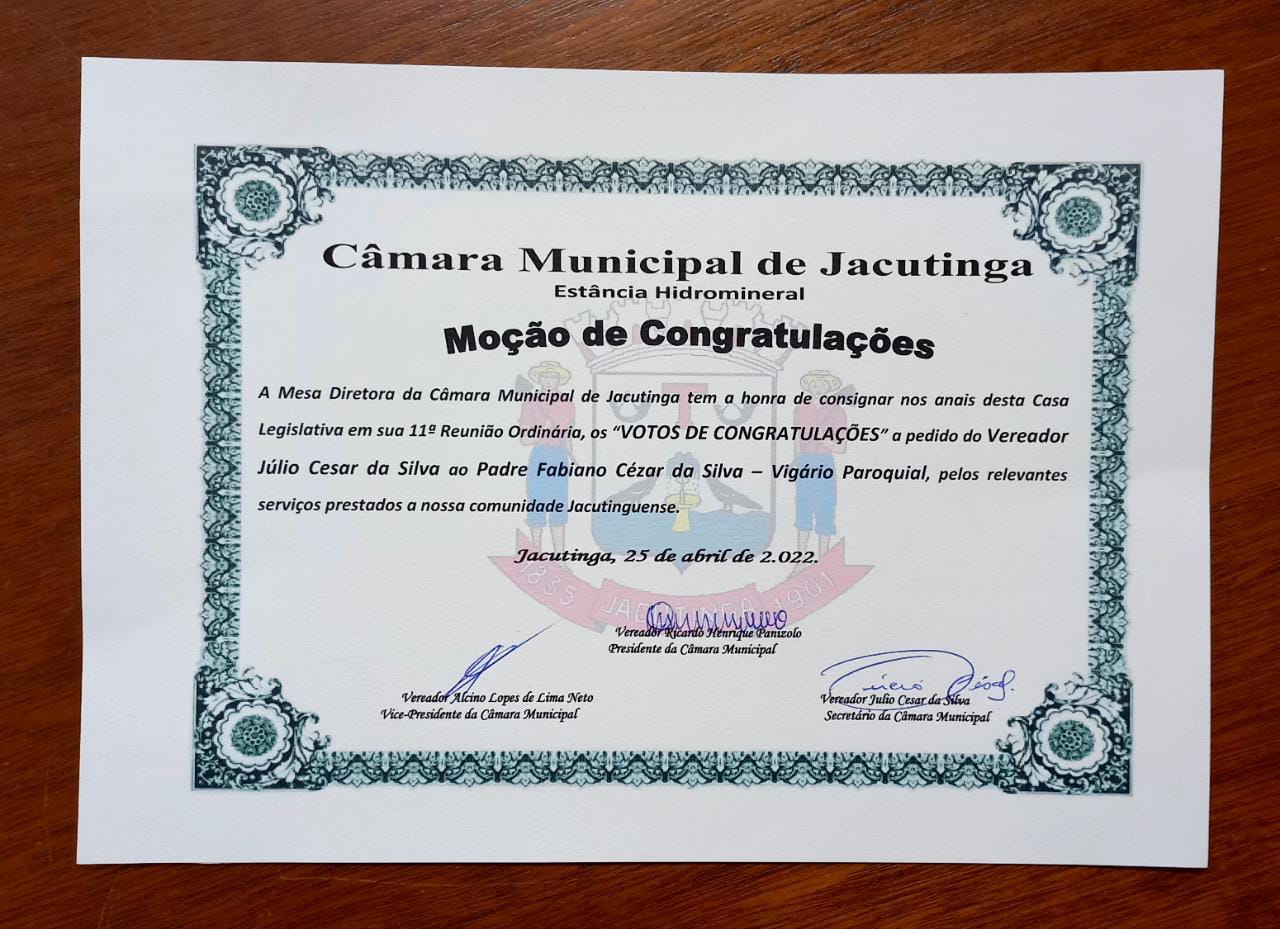 Câmara Municipal de Jacutinga
Estância Hidromineral
Moção de Congratulações
A Mesa Diretora da Câmara Municipal de Jacutinga tem a honra de consignar nos anais desta Casa
Legislativa em sua 11ª Reunião Ordinária, os “VOTOS DE CONGRATULAÇÕES” a pedido do Vereador
Júlio Cesar da Silva ao Padre Fabiano Cézar da Silva – Vigário Paroquial, pelos relevantes
serviços prestados a nossa comunidade Jacutinguense.
Jacutinga, 25 de abril de 2.022.
1835 JACUTINGA 1901
Vereador Ricardo Henrique Panizolo
Presidente da Câmara Municipal
Vereador Alcino Lopes de Lima Neto
Vice-Presidente da Câmara Municipal
Vereador Julio Cesar da Silva
Secretário da Câmara Municipal